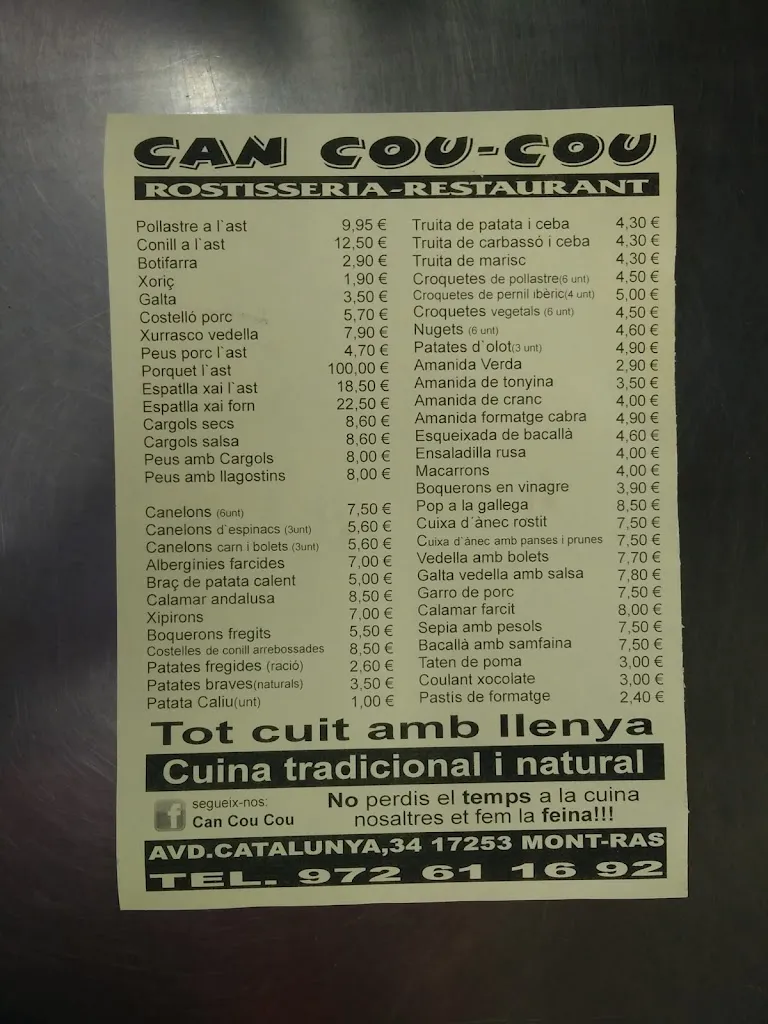 CAN COU-COU
ROSTISSERIA-RESTAURANT
Pollastre a l`ast 9,95 €
Conill a l`ast 12,50 €
Botifarra 2,90 €
Xoriç 1,90 €
Galta 3,50 €
Costelló porc 5,70 €
Xurrasco vedella 7,90 €
Peus porc l`ast 4,70 €
Porquet l`ast 100,00 €
Espatlla xai l`ast 18,50 €
Espatlla xai forn 22,50 €
Cargols secs 8,60 €
Cargols salsa 8,60 €
Peus amb Cargols 8,00 €
Peus amb llagostins 8,00 €
Canelons (6unt) 7,50 €
Canelons d`espinacs (3unt) 5,60 €
Canelons carn i bolets (3unt) 5,60 €
Alberginies farcides 7,00 €
Braç de patata calent 5,00 €
Calamar andalusa 8,50 €
Xipirons 7,00 €
Boquerons fregits 5,50 €
Costelles de conill arrebossades 8,50 €
Patates fregides (ració) 2,60 €
Patates braves(naturals) 3,50 €
Patata Caliu(unt) 1,00 €
Truita de patata i ceba 4,30 €
Truita de carbassó i ceba 4,30 €
Truita de marisc 4,30 €
Croquetes de pollastre(6 unt) 4,50 €
Croquetes de pernil ibèric(4 unt) 5,00 €
Croquetes vegetals (6 unt) 4,50 €
Nugets (6 unt) 4,60 €
Patates d`olot(3 unt) 4,90 €
Amanida Verda 2,90 €
Amanida de tonyina 3,50 €
Amanida de cranc 4,00 €
Amanida formatge cabra 4,90 €
Esqueixada de bacallà 4,60 €
Ensaladilla rusa 4,00 €
Macarrons 4,00 €
Boquerons en vinagre 3,90 €
Pop a la gallega 8,50 €
Cuixa d´ànec rostit 7,50 €
Cuixa d´ànec amb panses i prunes 7,50 €
Vedella amb bolets 7,70 €
Galta vedella amb salsa 7,80 €
Garro de porc 7,50 €
Calamar farcit 8,00 €
Sepia amb pesols 7,50 €
Bacallà amb samfaina 7,50 €
Taten de poma 3,00 €
Coulant xocolate 3,00 €
Pastis de formatge 2,40 €
Tot cuit amb llenya
Cuina tradicional i natural
f segueix-nos:
Can Cou Cou
No perdis el temps a la cuina
nosaltres et fem la feina!!!
AVD.CATALUNYA,34 17253 MONT-RAS
TEL. 972 61 16 92